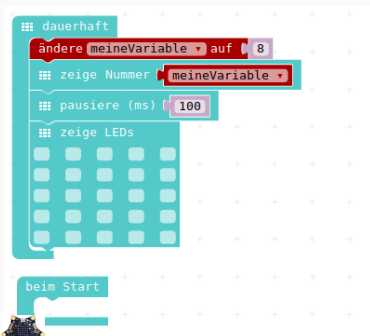 dauerhaft
ändere meineVariable ▾ auf 8
zeige Nummer meineVariable ▾
pausiere (ms) 100
zeige LEDs
beim Start